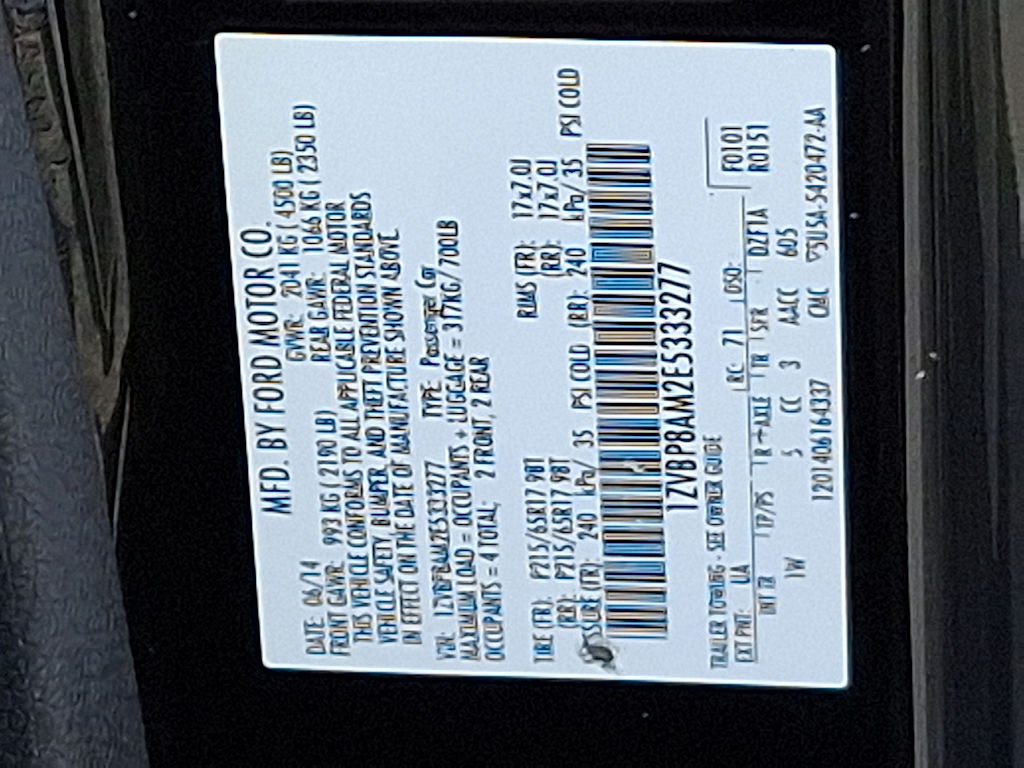 MFD. BY FORD MOTOR CO.
DATE: 06/14 GVWR: 2041 KG ( 4500 LB)
FRONT GAWR: 993 KG ( 2190 LB) REAR GAWR: 1066 KG ( 2350 LB)
THIS VEHICLE CONFORMS TO ALL APPLICABLE FEDERAL MOTOR
VEHICLE SAFETY, BUMPER, AND THEFT PREVENTION STANDARDS
IN EFFECT ON THE DATE OF MANUFACTURE SHOWN ABOVE.
VIN: 1ZVBP8AM2E5333277 TYPE: Passenger Car
MAXIMUM LOAD = OCCUPANTS + LUGGAGE = 317KG/700LB
OCCUPANTS = 4 TOTAL: 2 FRONT, 2 REAR
TIRE (FR): P215/65R17 98T RIMS (FR): 17x7.0J
(RR): P215/65R17 98T (RR): 17x7.0J
(FR): 240 kPa/ 35 PSI COLD (RR): 240 kPa/ 35 PSI COLD
1ZVBP8AM2E5333277
TRAILER TOWING - SEE OWNER GUIDE
EXT PNT: UA RC: 71 DSO: F0101
INT TR TP/PS R AXLE TR SFR DZF1A R0151
1W 5 CC 3 AACC 605
1201406164337 CMC 5U5A-5420472-AA